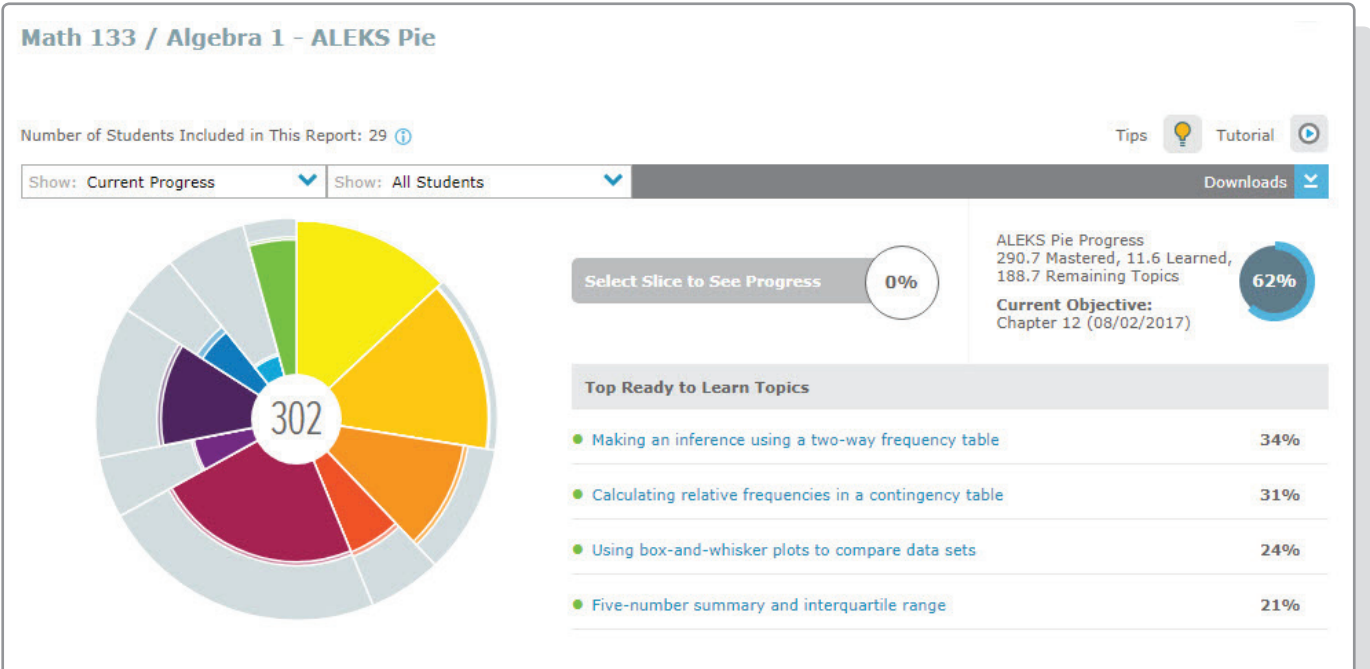 Math 133 / Algebra 1 - ALEKS Pie
Number of Students Included in This Report: 29
Tips
Tutorial
Show: Current Progress
Show: All Students
Downloads
302
Select Slice to See Progress
0%
ALEKS Pie Progress
290.7 Mastered, 11.6 Learned,
188.7 Remaining Topics
Current Objective:
Chapter 12 (08/02/2017)
62%
Top Ready to Learn Topics
Making an inference using a two-way frequency table 34%
Calculating relative frequencies in a contingency table 31%
Using box-and-whisker plots to compare data sets 24%
Five-number summary and interquartile range 21%